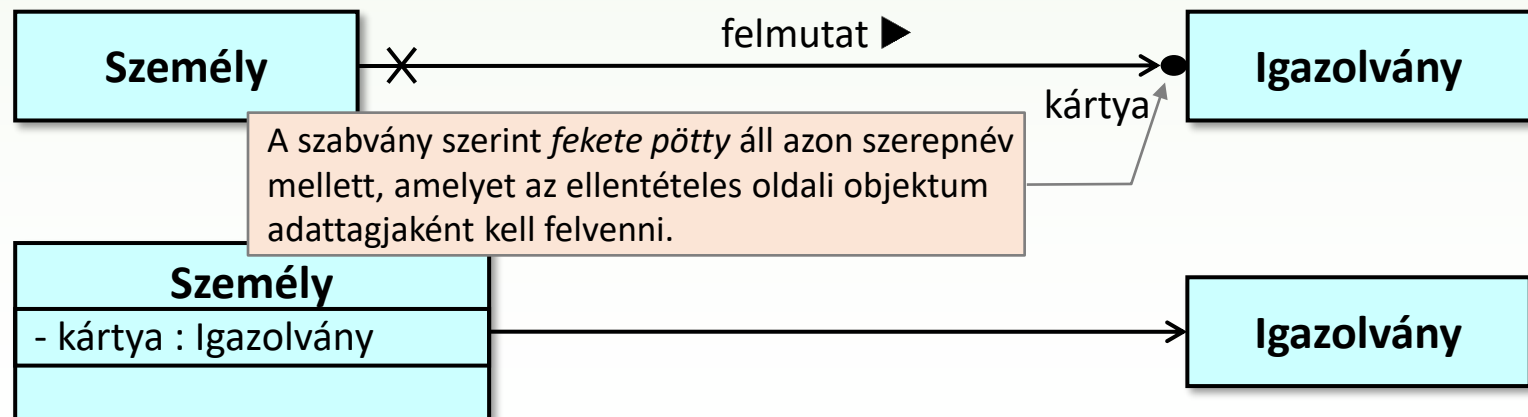 felmutat ▶
Személy
Igazolvány
kártya
A szabvány szerint fekete pötty áll azon szerepnév
mellett, amelyet az ellentételes oldali objektum
adattagjaként kell felvenni.
Személy
- kártya : Igazolvány
Igazolvány